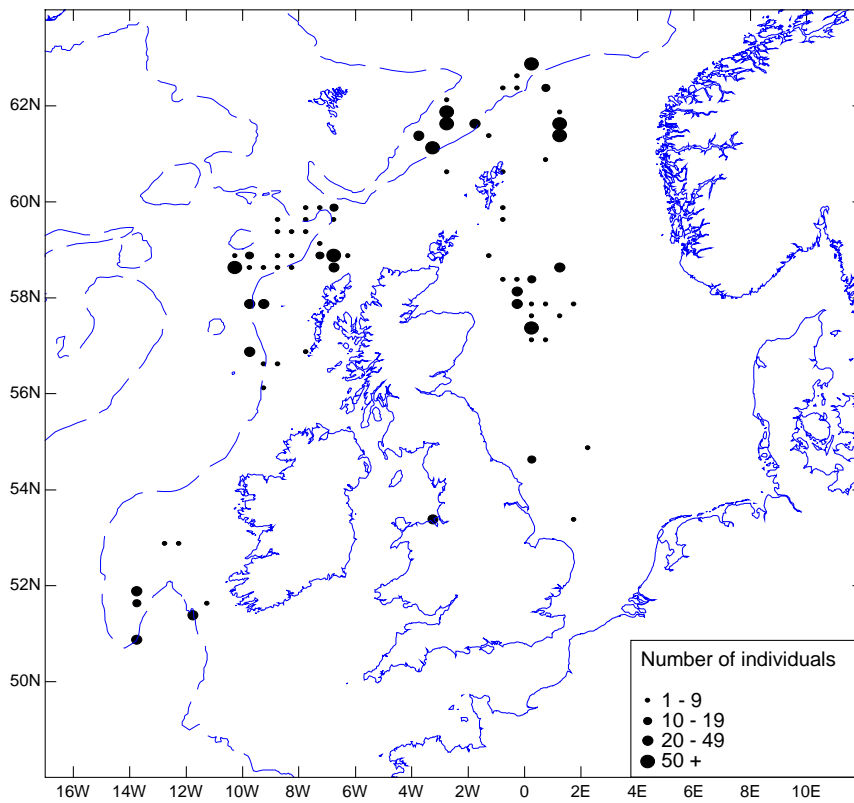 62N
60N
58N
56N
54N
52N
50N
Number of individuals
1 - 9
10 - 19
20 - 49
50 +
16W 14W 12W 10W 8W 6W 4W 2W 0 2E 4E 6E 8E 10E